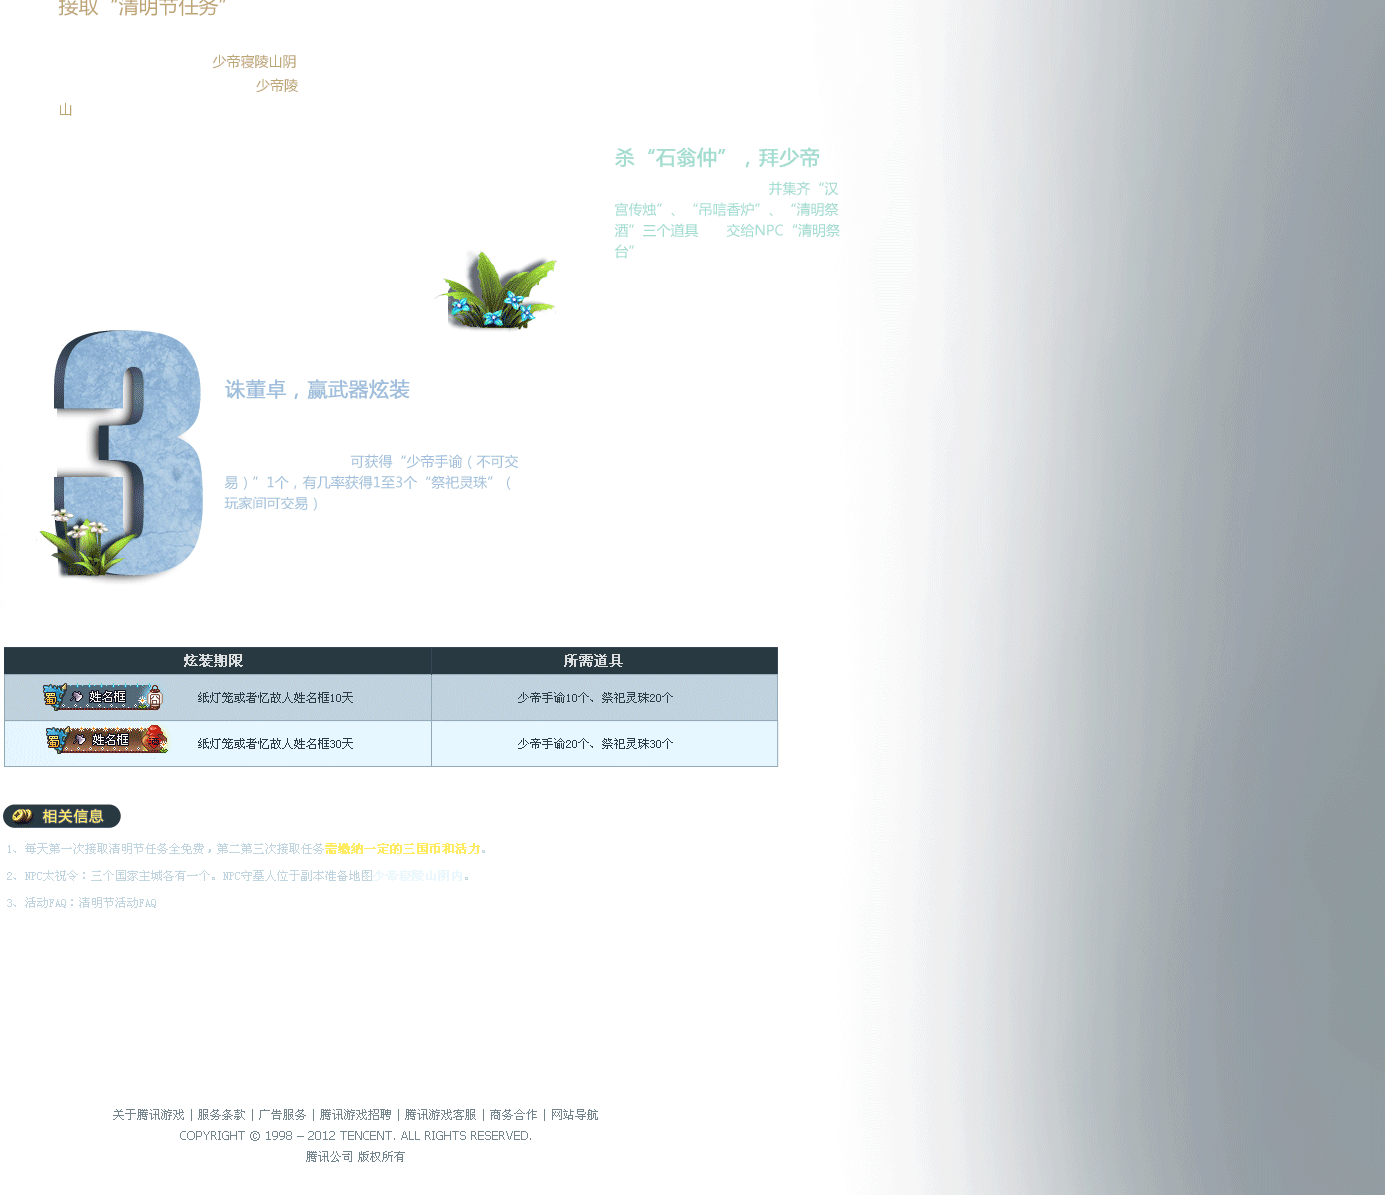 接取“清明节任务”
少帝寝陵山阴
少帝陵
山
杀“石翁仲”，拜少帝
并集齐“汉
宫传烛”、“吊唁香炉”、“清明祭
酒”三个道具 交给NPC“清明祭
台”
3
诛董卓，赢武器炫装
可获得“少帝手谕（不可交
易）”1个，有几率获得1至3个“祭祀灵珠”（
玩家间可交易）
炫装期限 所需道具
蜀 姓名框 纸灯笼或者忆故人姓名框10天 少帝手谕10个、祭祀灵珠20个
蜀 姓名框 纸灯笼或者忆故人姓名框30天 少帝手谕20个、祭祀灵珠30个
相关信息
1、每天第一次接取清明节任务全免费，第二第三次接取任务需缴纳一定的三国币和活力。
2、NPC太祝令：三个国家主城各有一个。NPC守墓人位于副本准备地图少帝寝陵山阴内。
3、活动FAQ：清明节活动FAQ
关于腾讯游戏 | 服务条款 | 广告服务 | 腾讯游戏招聘 | 腾讯游戏客服 | 商务合作 | 网站导航
COPYRIGHT © 1998 – 2012 TENCENT. ALL RIGHTS RESERVED.
腾讯公司 版权所有